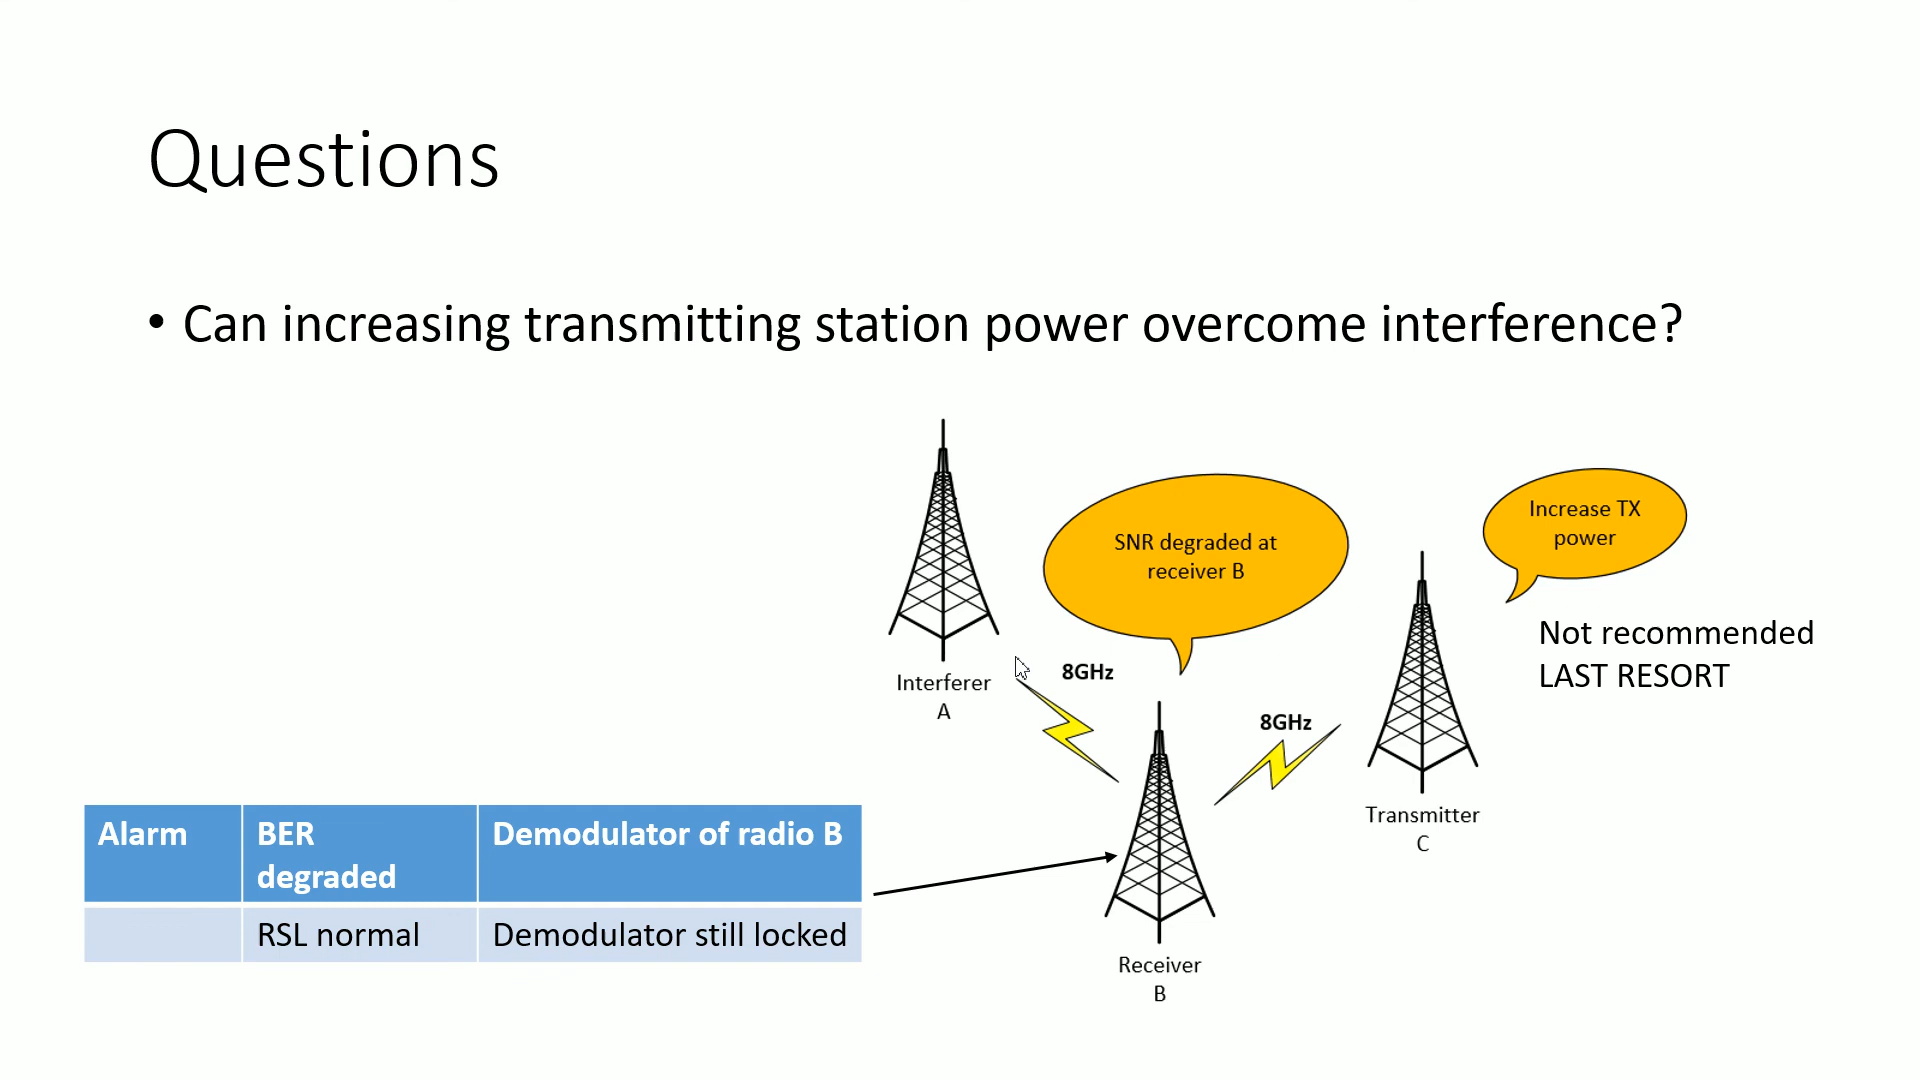 Questions
• Can increasing transmitting station power overcome interference?
Increase TX
power
SNR degraded at
receiver B
Not recommended
LAST RESORT
8GHz
Interferer
A
8GHz
Transmitter
C
Alarm
BER
degraded
Demodulator of radio B
RSL normal
Demodulator still locked
Receiver
B